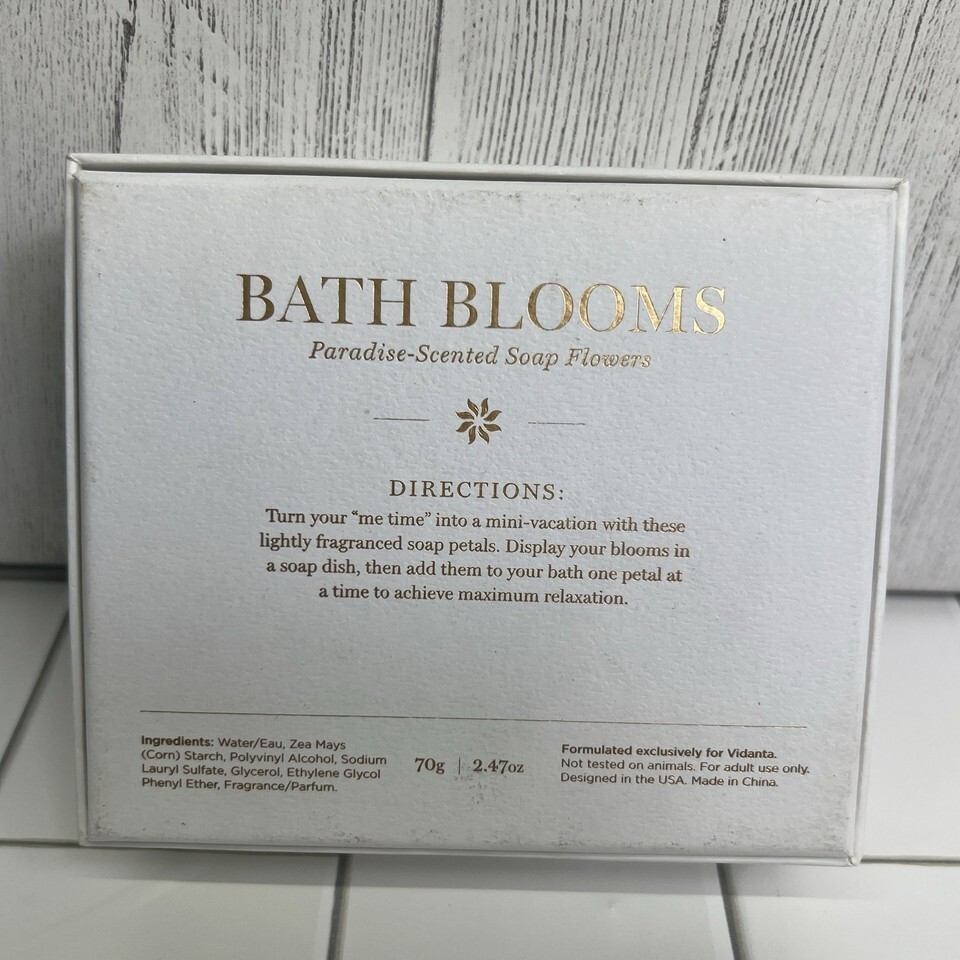 BATH BLOOMS
Paradise-Scented Soap Flowers
DIRECTIONS:
Turn your “me time” into a mini-vacation with these
lightly fragranced soap petals. Display your blooms in
a soap dish, then add them to your bath one petal at
a time to achieve maximum relaxation.
Ingredients: Water/Eau, Zea Mays
(Corn) Starch, Polyvinyl Alcohol, Sodium
Lauryl Sulfate, Glycerol, Ethylene Glycol
Phenyl Ether, Fragrance/Parfum.
70g | 2.47oz
Formulated exclusively for Vidanta.
Not tested on animals. For adult use only.
Designed in the USA. Made in China.